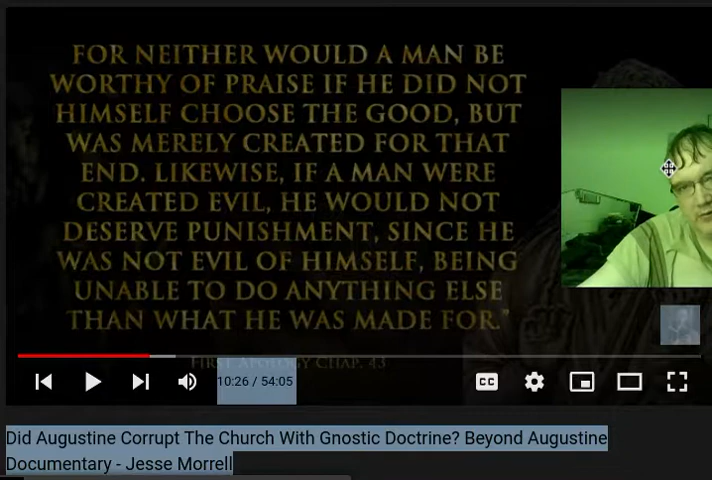 FOR NEITHER WOULD A MAN BE
WORTHY OF PRAISE IF HE DID NOT
HIMSELF CHOOSE THE GOOD, BUT
WAS MERELY CREATED FOR THAT
END. LIKEWISE, IF A MAN WERE
CREATED EVIL, HE WOULD NOT
DESERVE PUNISHMENT, SINCE HE
WAS NOT EVIL OF HIMSELF, BEING
UNABLE TO DO ANYTHING ELSE
THAN WHAT HE WAS MADE FOR."
FIRST APOLOGY CHAP. 43
10:26 / 54:05
CC
Did Augustine Corrupt The Church With Gnostic Doctrine? Beyond Augustine
Documentary - Jesse Morrell